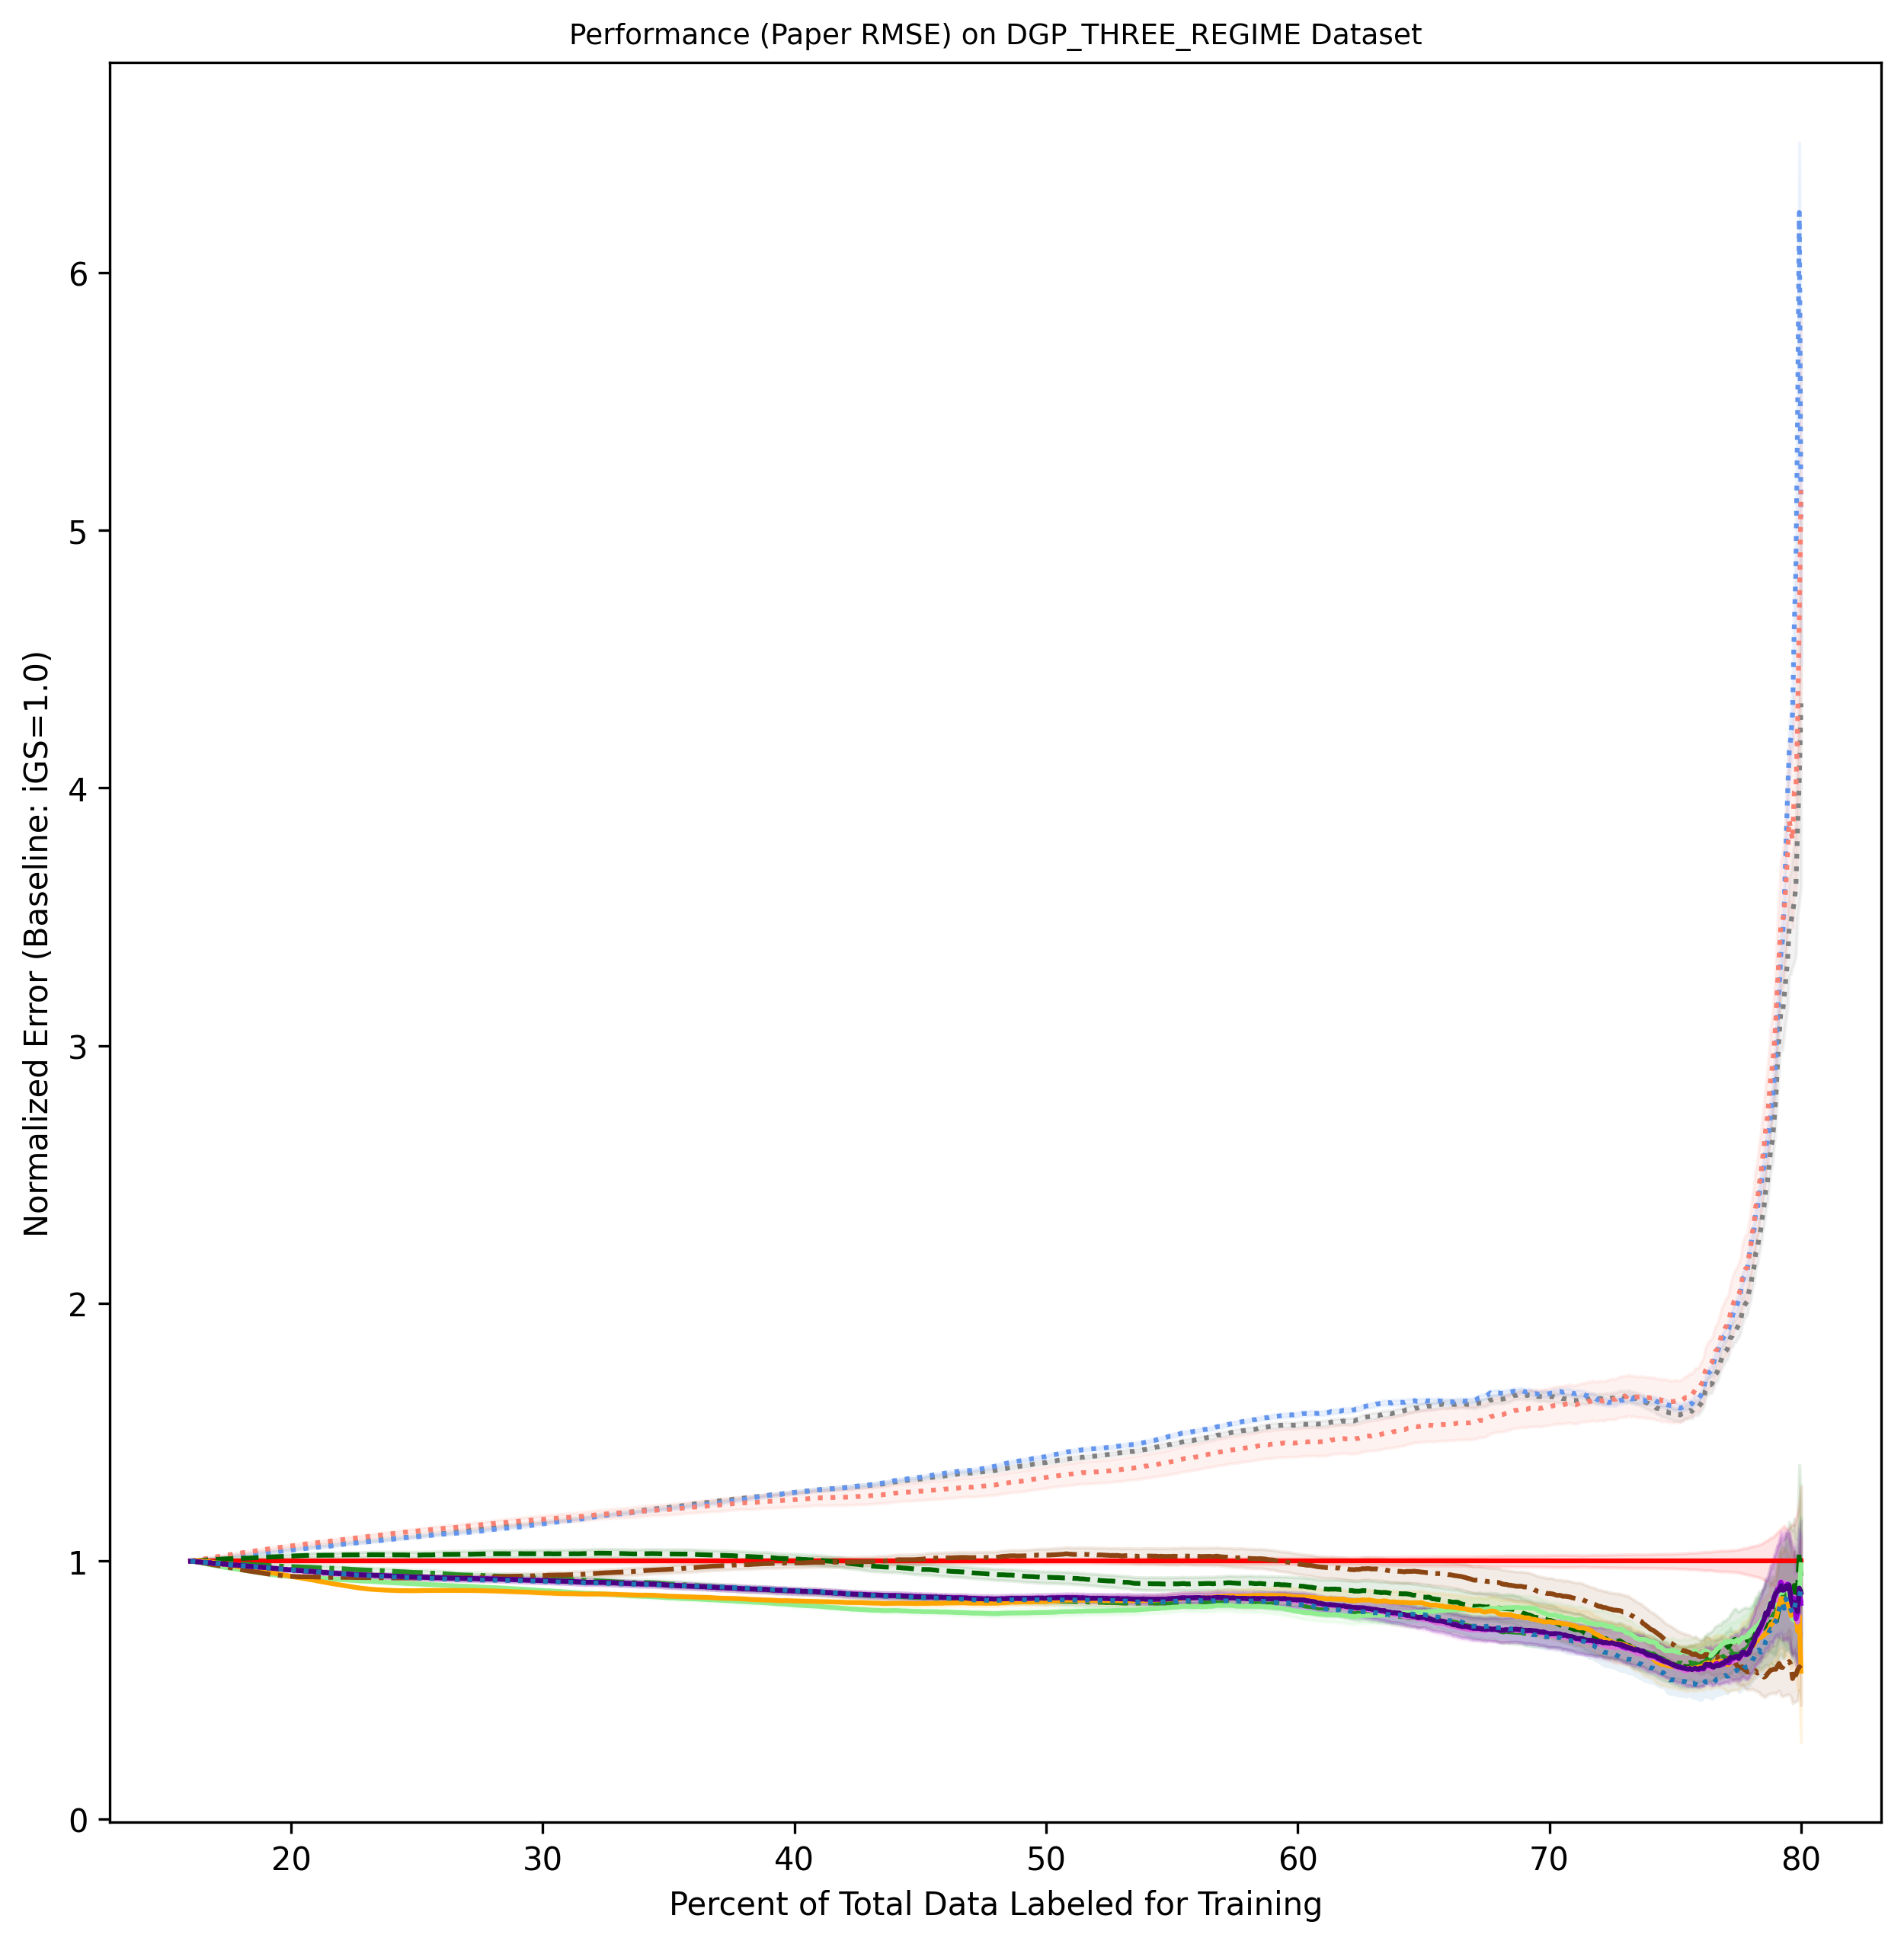 Performance (Paper RMSE) on DGP_THREE_REGIME Dataset
Normalized Error (Baseline: iGS=1.0)
6
5
4
3
2
1
0
20 30 40 50 60 70 80
Percent of Total Data Labeled for Training